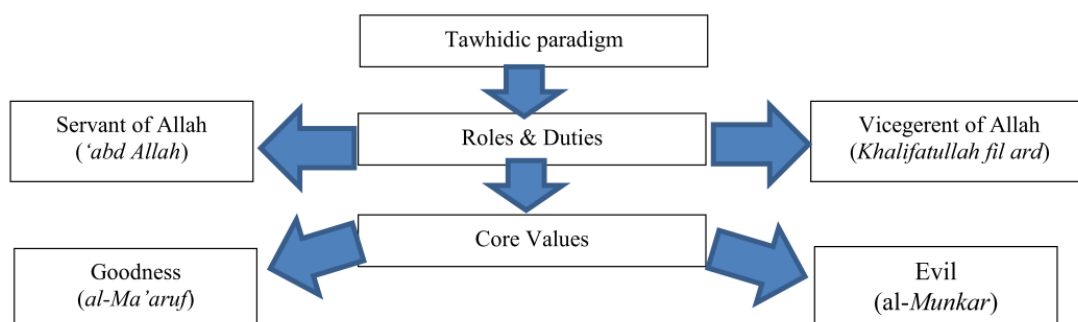 Tawhidic paradigm
Servant of Allah
(‘abd Allah)
Roles & Duties
Vicegerent of Allah
(Khalifatullah fil ard)
Core Values
Goodness
(al-Ma’aruf)
Evil
(al-Munkar)